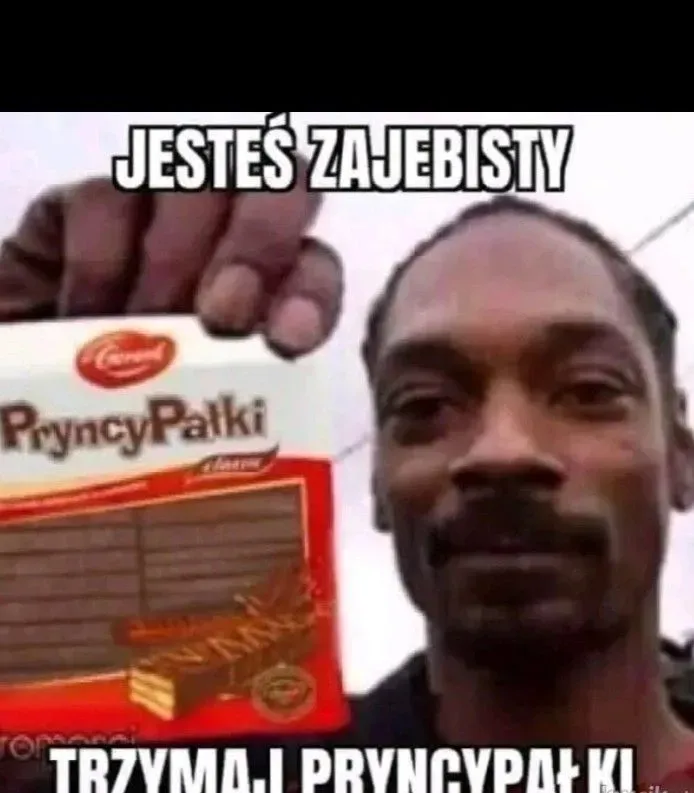 JESTEŚ ZAJEBISTY
PryncyPałki
classic
TRZYMAJ PRYNCYPAŁKI